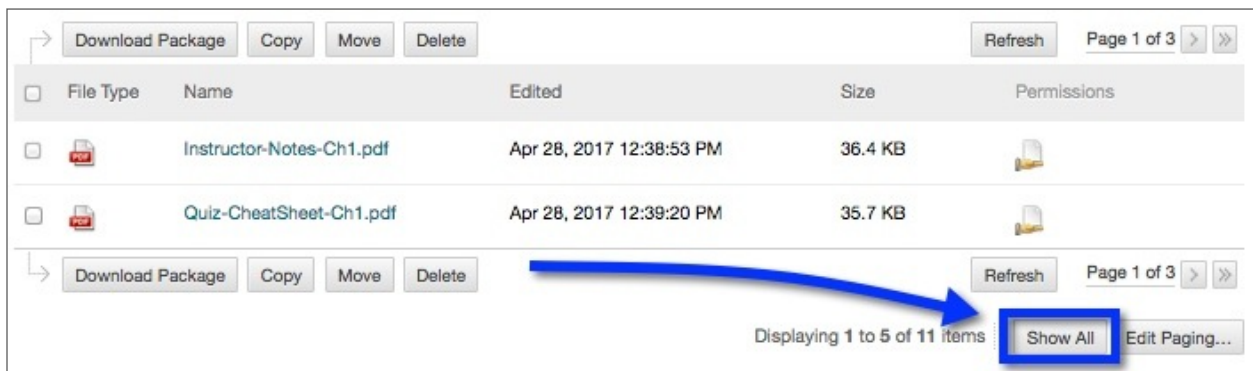 Download Package Copy Move Delete Refresh Page 1 of 3 > >>
File Type Name Edited Size Permissions
PDF Instructor-Notes-Ch1.pdf Apr 28, 2017 12:38:53 PM 36.4 KB
PDF Quiz-CheatSheet-Ch1.pdf Apr 28, 2017 12:39:20 PM 35.7 KB
Download Package Copy Move Delete Refresh Page 1 of 3 > >>
Displaying 1 to 5 of 11 items Show All Edit Paging...